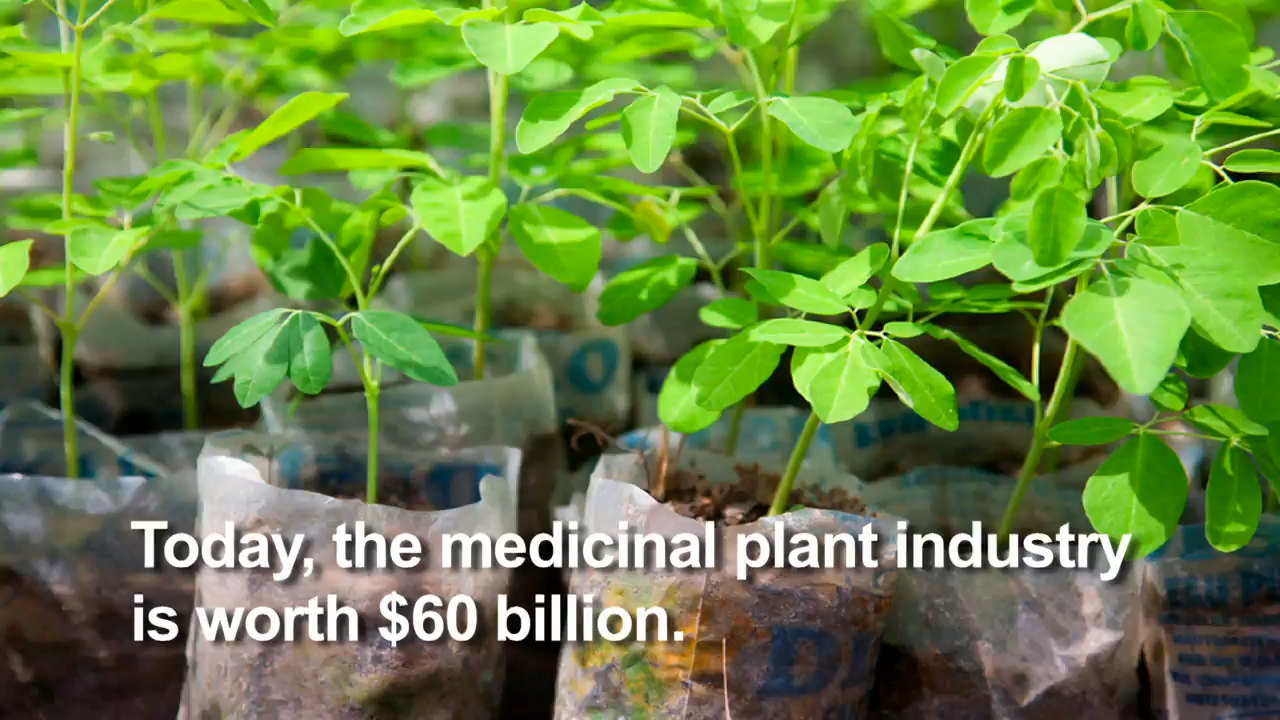 Today, the medicinal plant industry
is worth $60 billion.